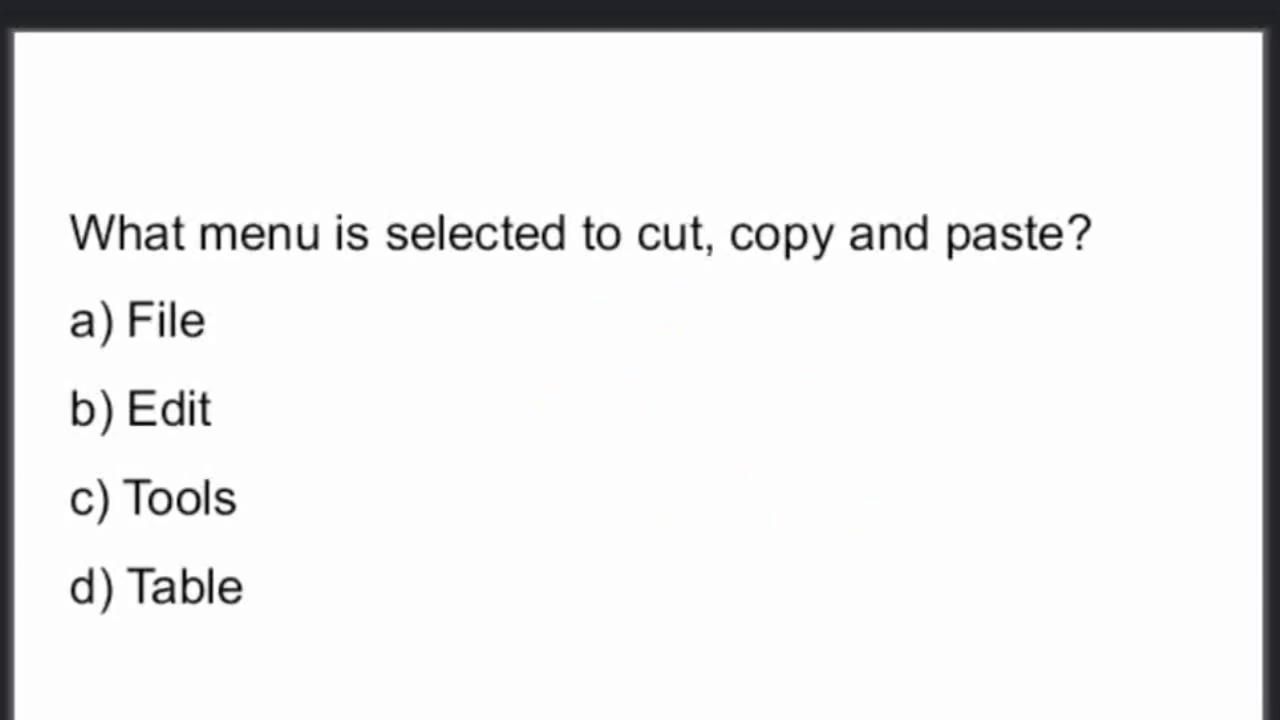 What menu is selected to cut, copy and paste?
a) File
b) Edit
c) Tools
d) Table